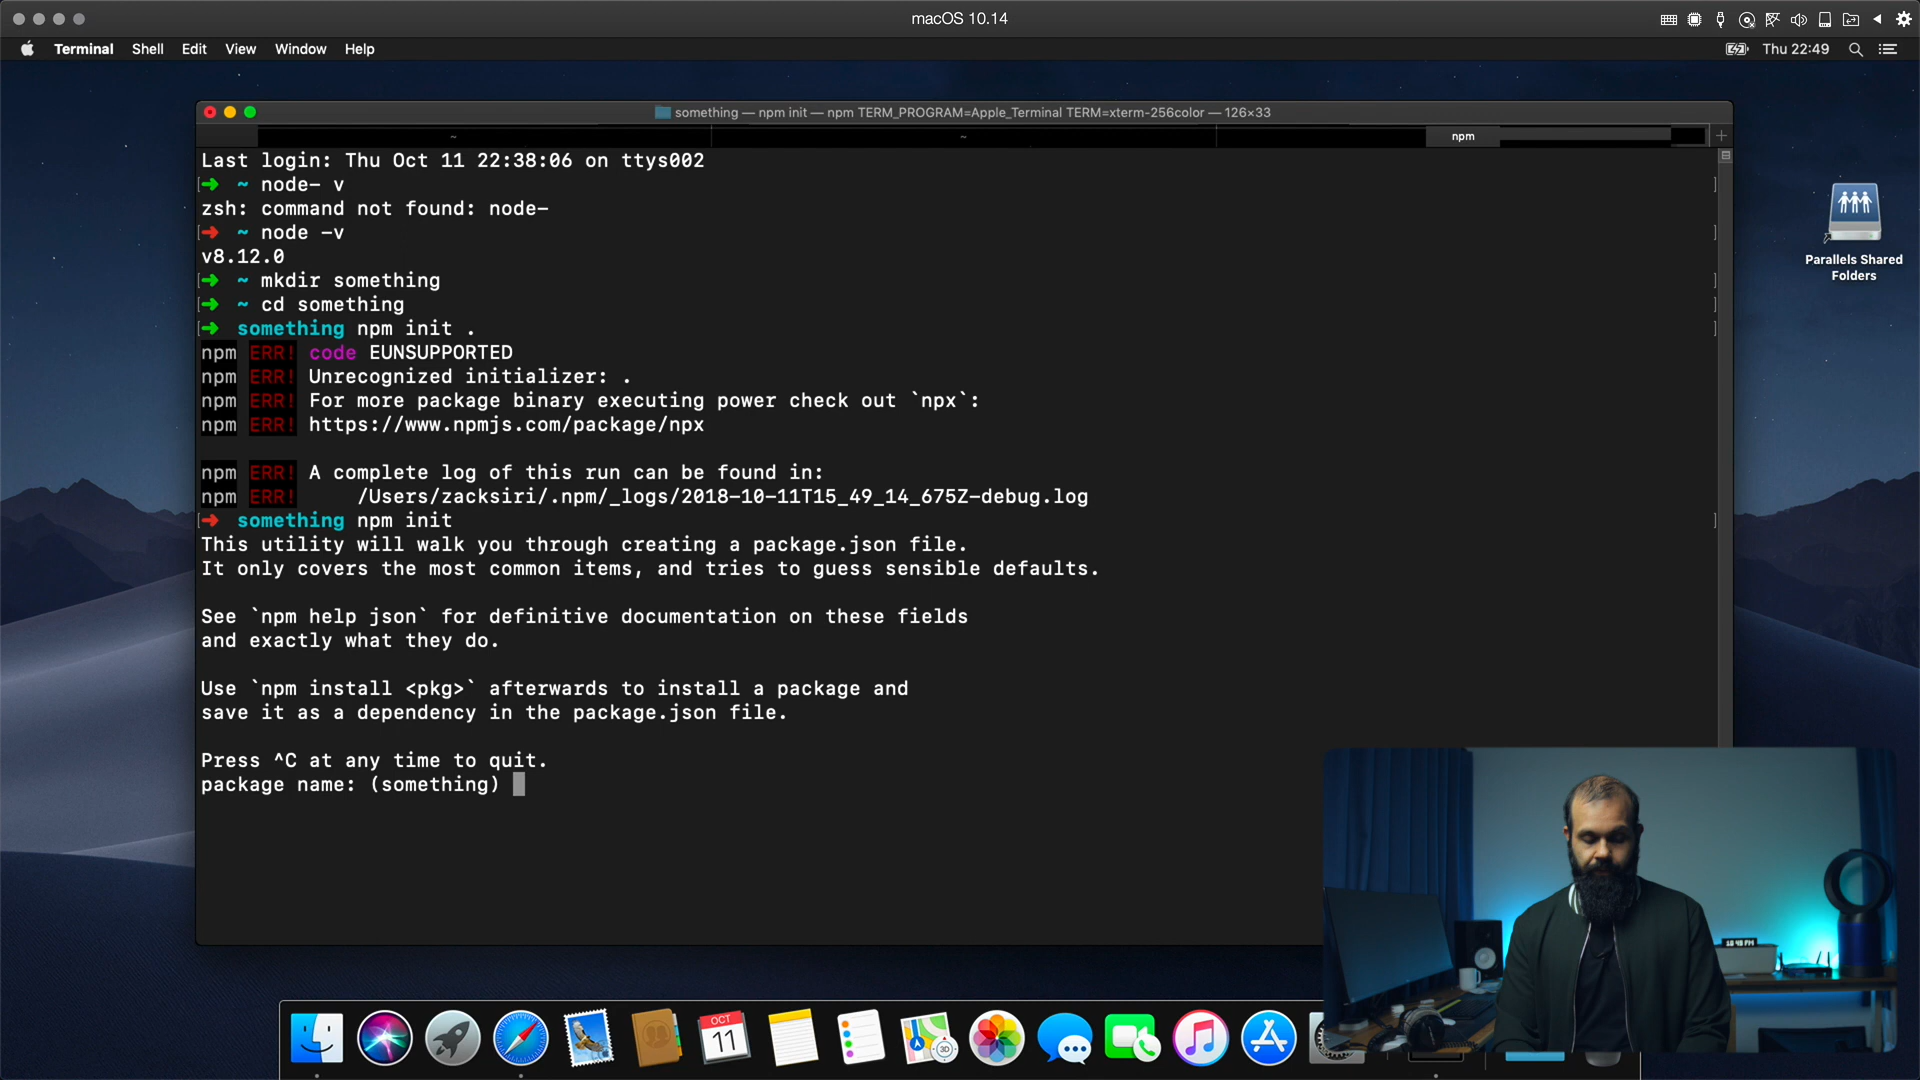 macOS 10.14
Terminal Shell Edit View Window Help
Thu 22:49
something — npm init — npm TERM_PROGRAM=Apple_Terminal TERM=xterm-256color — 126×33
~ ~ npm +
Last login: Thu Oct 11 22:38:06 on ttys002
[➜ ~ node- v ]
zsh: command not found: node-
[➜ ~ node -v ]
v8.12.0
[➜ ~ mkdir something ]
[➜ ~ cd something ]
[➜ something npm init . ]
npm ERR! code EUNSUPPORTED
npm ERR! Unrecognized initializer: .
npm ERR! For more package binary executing power check out `npx`:
npm ERR! https://www.npmjs.com/package/npx
npm ERR! A complete log of this run can be found in:
npm ERR! /Users/zacksiri/.npm/_logs/2018-10-11T15_49_14_675Z-debug.log
[➜ something npm init ]
This utility will walk you through creating a package.json file.
It only covers the most common items, and tries to guess sensible defaults.
See `npm help json` for definitive documentation on these fields
and exactly what they do.
Use `npm install <pkg>` afterwards to install a package and
save it as a dependency in the package.json file.
Press ^C at any time to quit.
package name: (something)
Parallels Shared
Folders
OCT
11
3D